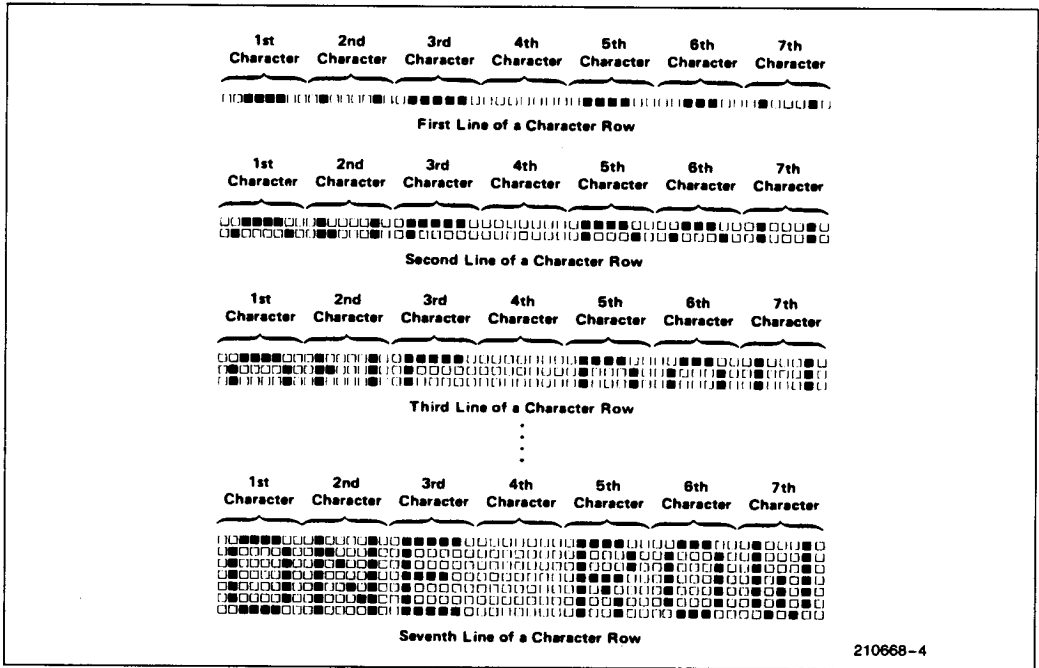 1st 2nd 3rd 4th 5th 6th 7th
Character Character Character Character Character Character Character
First Line of a Character Row
1st 2nd 3rd 4th 5th 6th 7th
Character Character Character Character Character Character Character
Second Line of a Character Row
1st 2nd 3rd 4th 5th 6th 7th
Character Character Character Character Character Character Character
Third Line of a Character Row
1st 2nd 3rd 4th 5th 6th 7th
Character Character Character Character Character Character Character
Seventh Line of a Character Row
210668-4